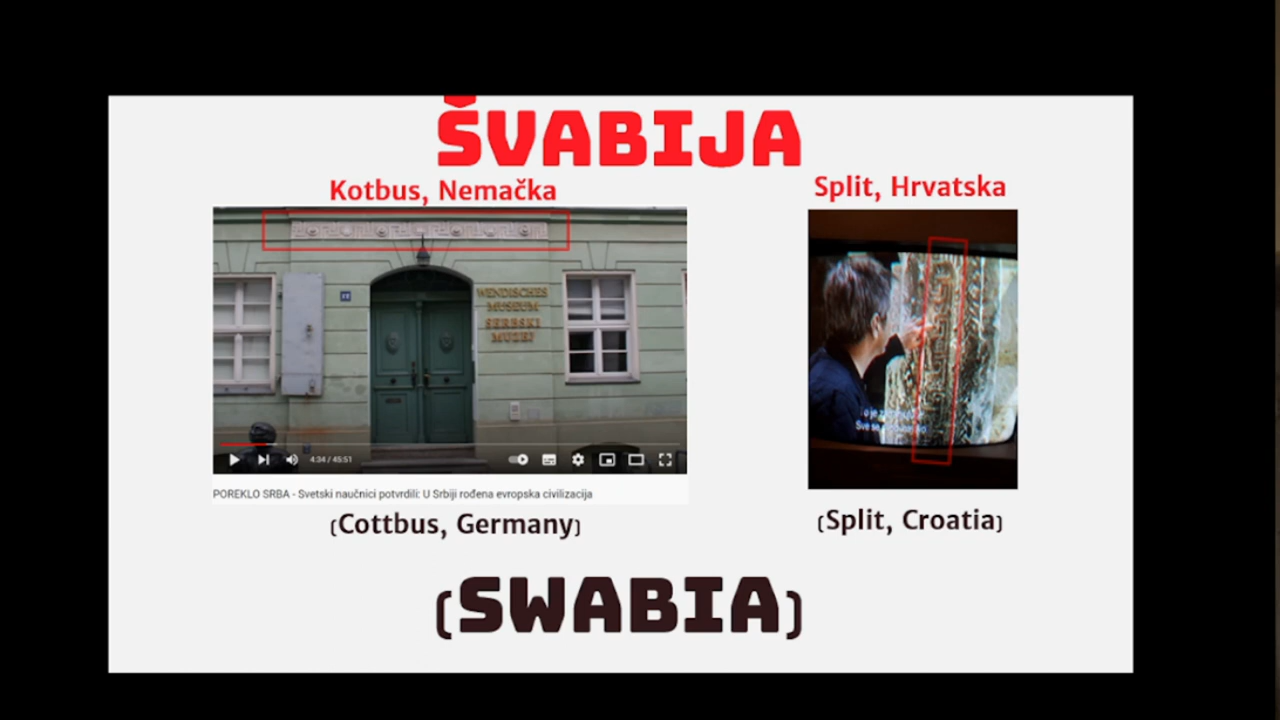 ŠVABIJA
Kotbus, Nemačka
Split, Hrvatska
WENDISCHES
MUSEUM
SERBSKI
MUZEJ
4:34 / 45:51
POREKLO SRBA - Svetski naučnici potvrdili: U Srbiji rođena evropska civilizacija
(Cottbus, Germany)
(Split, Croatia)
(SWABIA)